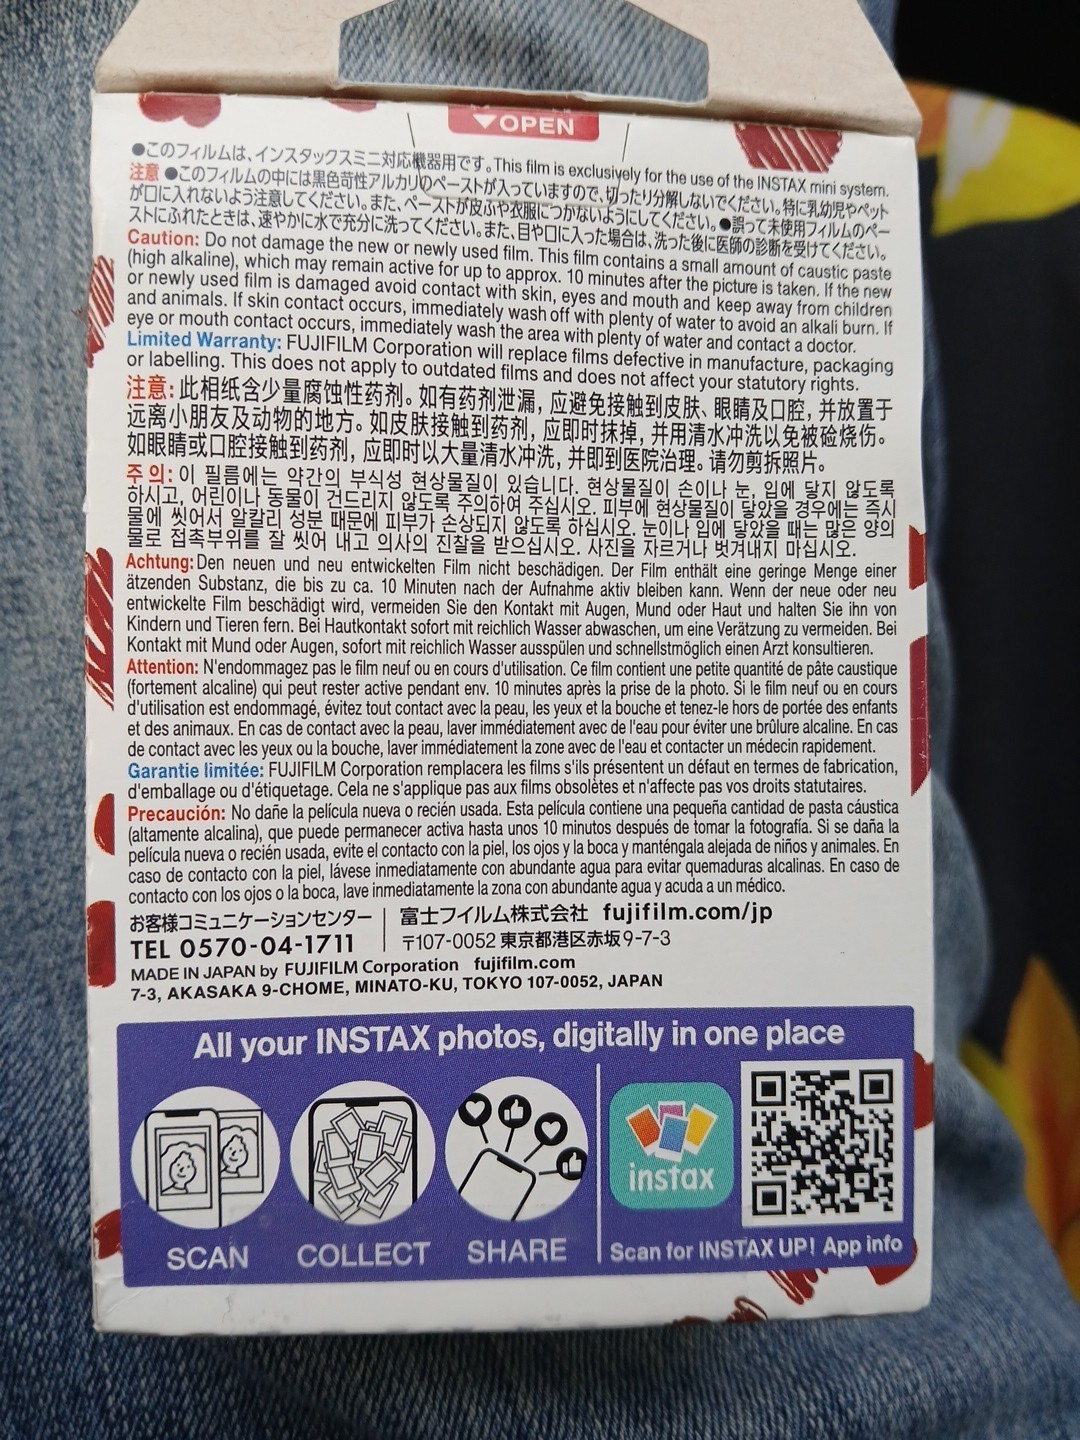 ▼OPEN
●このフィルムは、インスタックスミニ対応機器用です。This film is exclusively for the use of the INSTAX mini system.
注意 ●このフィルムの中には黒色苛性アルカリのペーストが入っていますので、切ったり分解しないでください。特に乳幼児やペット
が口に入れないよう注意してください。また、ペーストが皮ふや衣服につかないようにしてください。●誤って未使用フィルムのペー
ストにふれたときは、速やかに水で充分に洗ってください。また、目や口に入った場合は、洗った後に医師の診断を受けてください。
Caution: Do not damage the new or newly used film. This film contains a small amount of caustic paste
(high alkaline), which may remain active for up to approx. 10 minutes after the picture is taken. If the new
or newly used film is damaged avoid contact with skin, eyes and mouth and keep away from children
and animals. If skin contact occurs, immediately wash off with plenty of water to avoid an alkali burn. If
eye or mouth contact occurs, immediately wash the area with plenty of water and contact a doctor.
Limited Warranty: FUJIFILM Corporation will replace films defective in manufacture, packaging
or labelling. This does not apply to outdated films and does not affect your statutory rights.
注意: 此相纸含少量腐蚀性药剂。如有药剂泄漏, 应避免接触到皮肤、眼睛及口腔, 并放置于
远离小朋友及动物的地方。如皮肤接触到药剂, 应即时抹掉, 并用清水冲洗以免被硷烧伤。
如眼睛或口腔接触到药剂, 应即时以大量清水冲洗, 并即到医院治理。请勿剪拆照片。
주의: 이 필름에는 약간의 부식성 현상물질이 있습니다. 현상물질이 손이나 눈, 입에 닿지 않도록
하시고, 어린이나 동물이 건드리지 않도록 주의하여 주십시오. 피부에 현상물질이 닿았을 경우에는 즉시
물에 씻어서 알칼리 성분 때문에 피부가 손상되지 않도록 하십시오. 눈이나 입에 닿았을 때는 많은 양의
물로 접촉부위를 잘 씻어 내고 의사의 진찰을 받으십시오. 사진을 자르거나 벗겨내지 마십시오.
Achtung: Den neuen und neu entwickelten Film nicht beschädigen. Der Film enthält eine geringe Menge einer
ätzenden Substanz, die bis zu ca. 10 Minuten nach der Aufnahme aktiv bleiben kann. Wenn der neue oder neu
entwickelte Film beschädigt wird, vermeiden Sie den Kontakt mit Augen, Mund oder Haut und halten Sie ihn von
Kindern und Tieren fern. Bei Hautkontakt sofort mit reichlich Wasser abwaschen, um eine Verätzung zu vermeiden. Bei
Kontakt mit Mund oder Augen, sofort mit reichlich Wasser ausspülen und schnellstmöglich einen Arzt konsultieren.
Attention: N'endommagez pas le film neuf ou en cours d'utilisation. Ce film contient une petite quantité de pâte caustique
(fortement alcaline) qui peut rester active pendant env. 10 minutes après la prise de la photo. Si le film neuf ou en cours
d'utilisation est endommagé, évitez tout contact avec la peau, les yeux et la bouche et tenez-le hors de portée des enfants
et des animaux. En cas de contact avec la peau, laver immédiatement avec de l'eau pour éviter une brûlure alcaline. En cas
de contact avec les yeux ou la bouche, laver immédiatement la zone avec de l'eau et contacter un médecin rapidement.
Garantie limitée: FUJIFILM Corporation remplacera les films s'ils présentent un défaut en termes de fabrication,
d'emballage ou d'étiquetage. Cela ne s'applique pas aux films obsolètes et n'affecte pas vos droits statutaires.
Precaución: No dañe la película nueva o recién usada. Esta película contiene una pequeña cantidad de pasta cáustica
(altamente alcalina), que puede permanecer activa hasta unos 10 minutos después de tomar la fotografía. Si se daña la
película nueva o recién usada, evite el contacto con la piel, los ojos y la boca y manténgala alejada de niños y animales. En
caso de contacto con la piel, lávese inmediatamente con abundante agua para evitar quemaduras alcalinas. En caso de
contacto con los ojos o la boca, lave inmediatamente la zona con abundante agua y acuda a un médico.
お客様コミュニケーションセンター
TEL 0570-04-1711
富士フイルム株式会社 fujifilm.com/jp
〒107-0052 東京都港区赤坂9-7-3
MADE IN JAPAN by FUJIFILM Corporation fujifilm.com
7-3, AKASAKA 9-CHOME, MINATO-KU, TOKYO 107-0052, JAPAN
All your INSTAX photos, digitally in one place
SCAN
COLLECT
SHARE
instax
Scan for INSTAX UP! App info